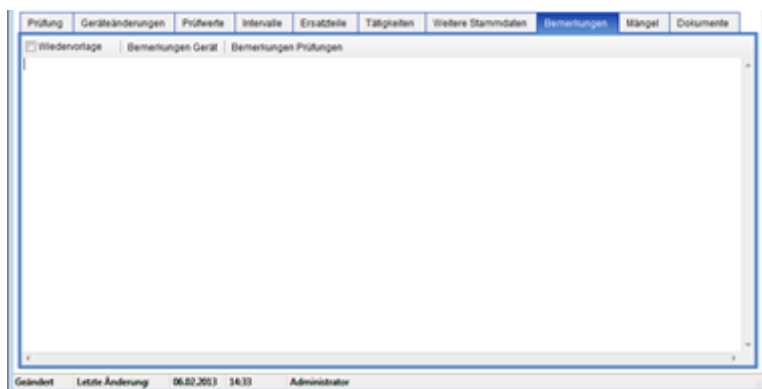 Prüfung Geräteänderungen Prüfwerte Intervalle Ersatzteile Tätigkeiten Weitere Stammdaten Bemerkungen Mängel Dokumente
Wiedervorlage Bemerkungen Gerät Bemerkungen Prüfungen
Geändert Letzte Änderung: 06.02.2013 14:33 Administrator